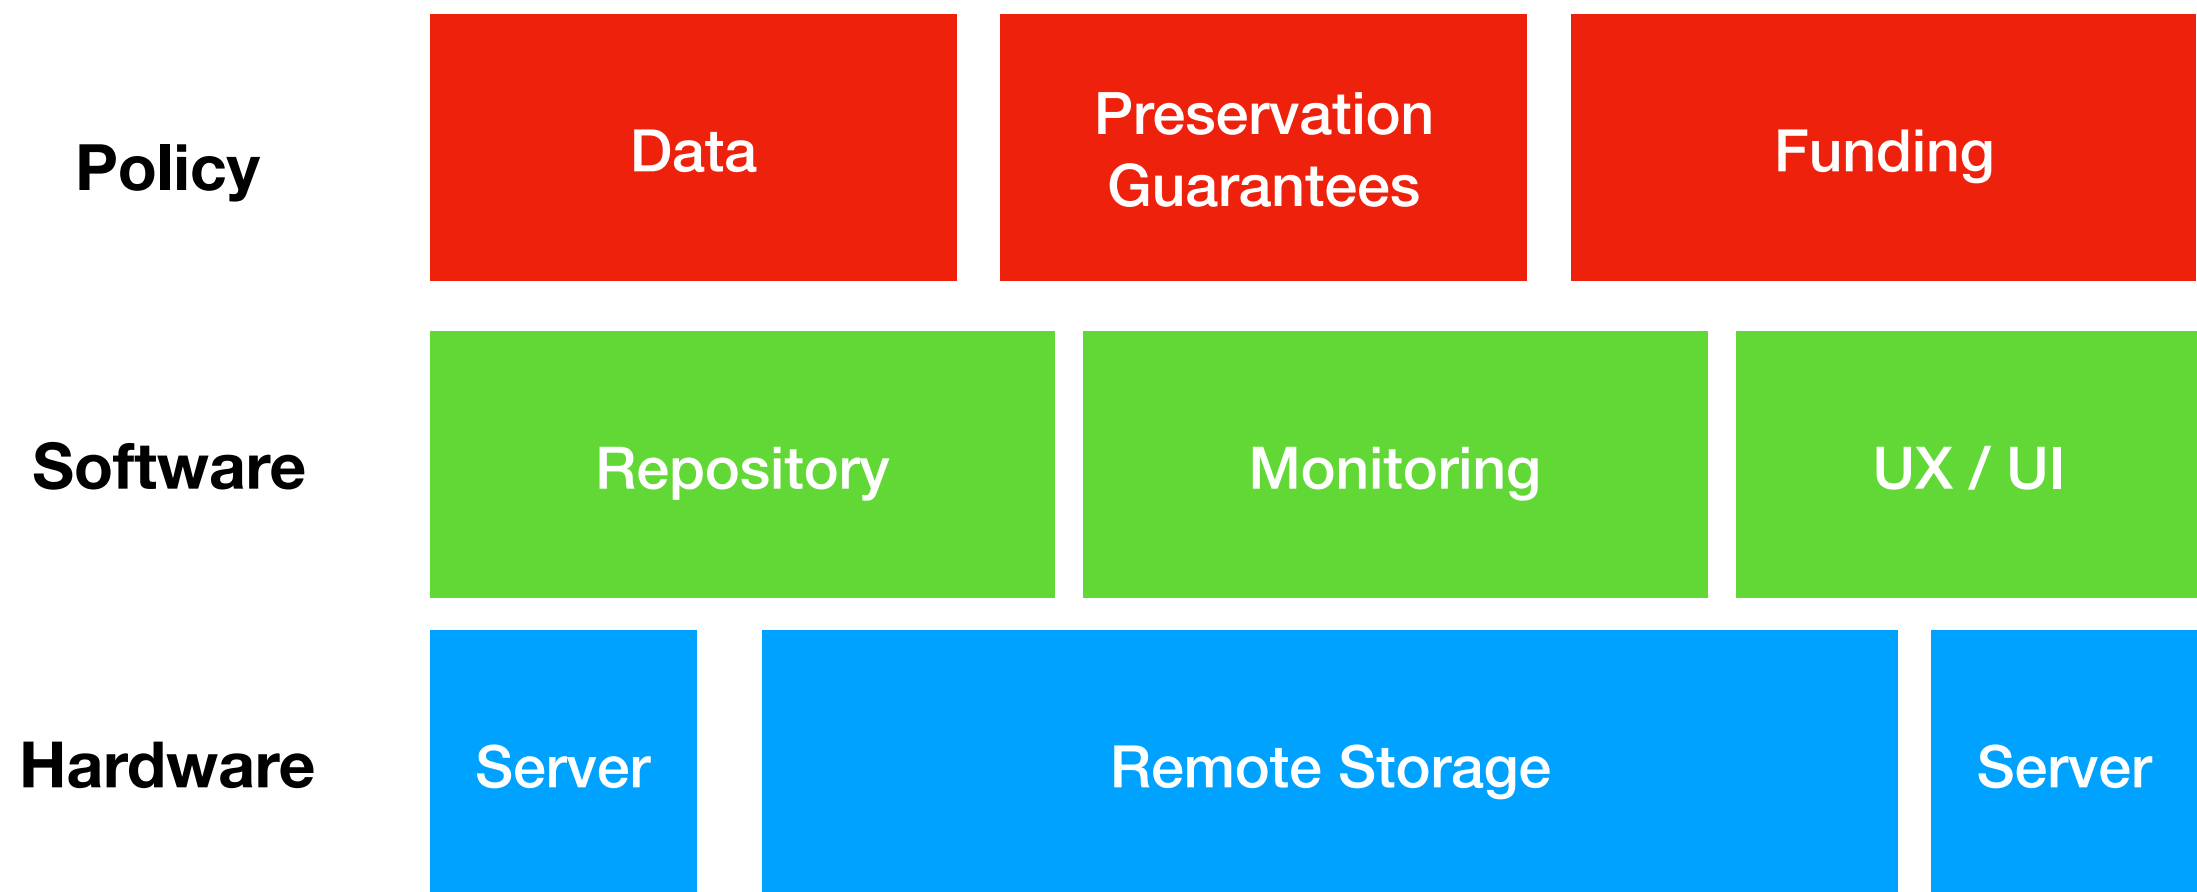 Policy
Data
Preservation
Guarantees
Funding
Software
Repository
Monitoring
UX / UI
Hardware
Server
Remote Storage
Server